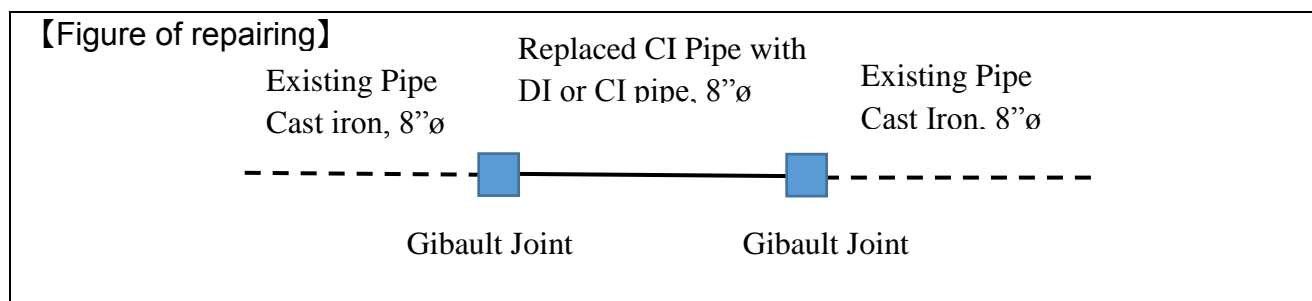 【Figure of repairing】
Replaced CI Pipe with
DI or CI pipe, 8”ø
Existing Pipe
Cast iron, 8”ø
Existing Pipe
Cast Iron, 8”ø
Gibault Joint
Gibault Joint